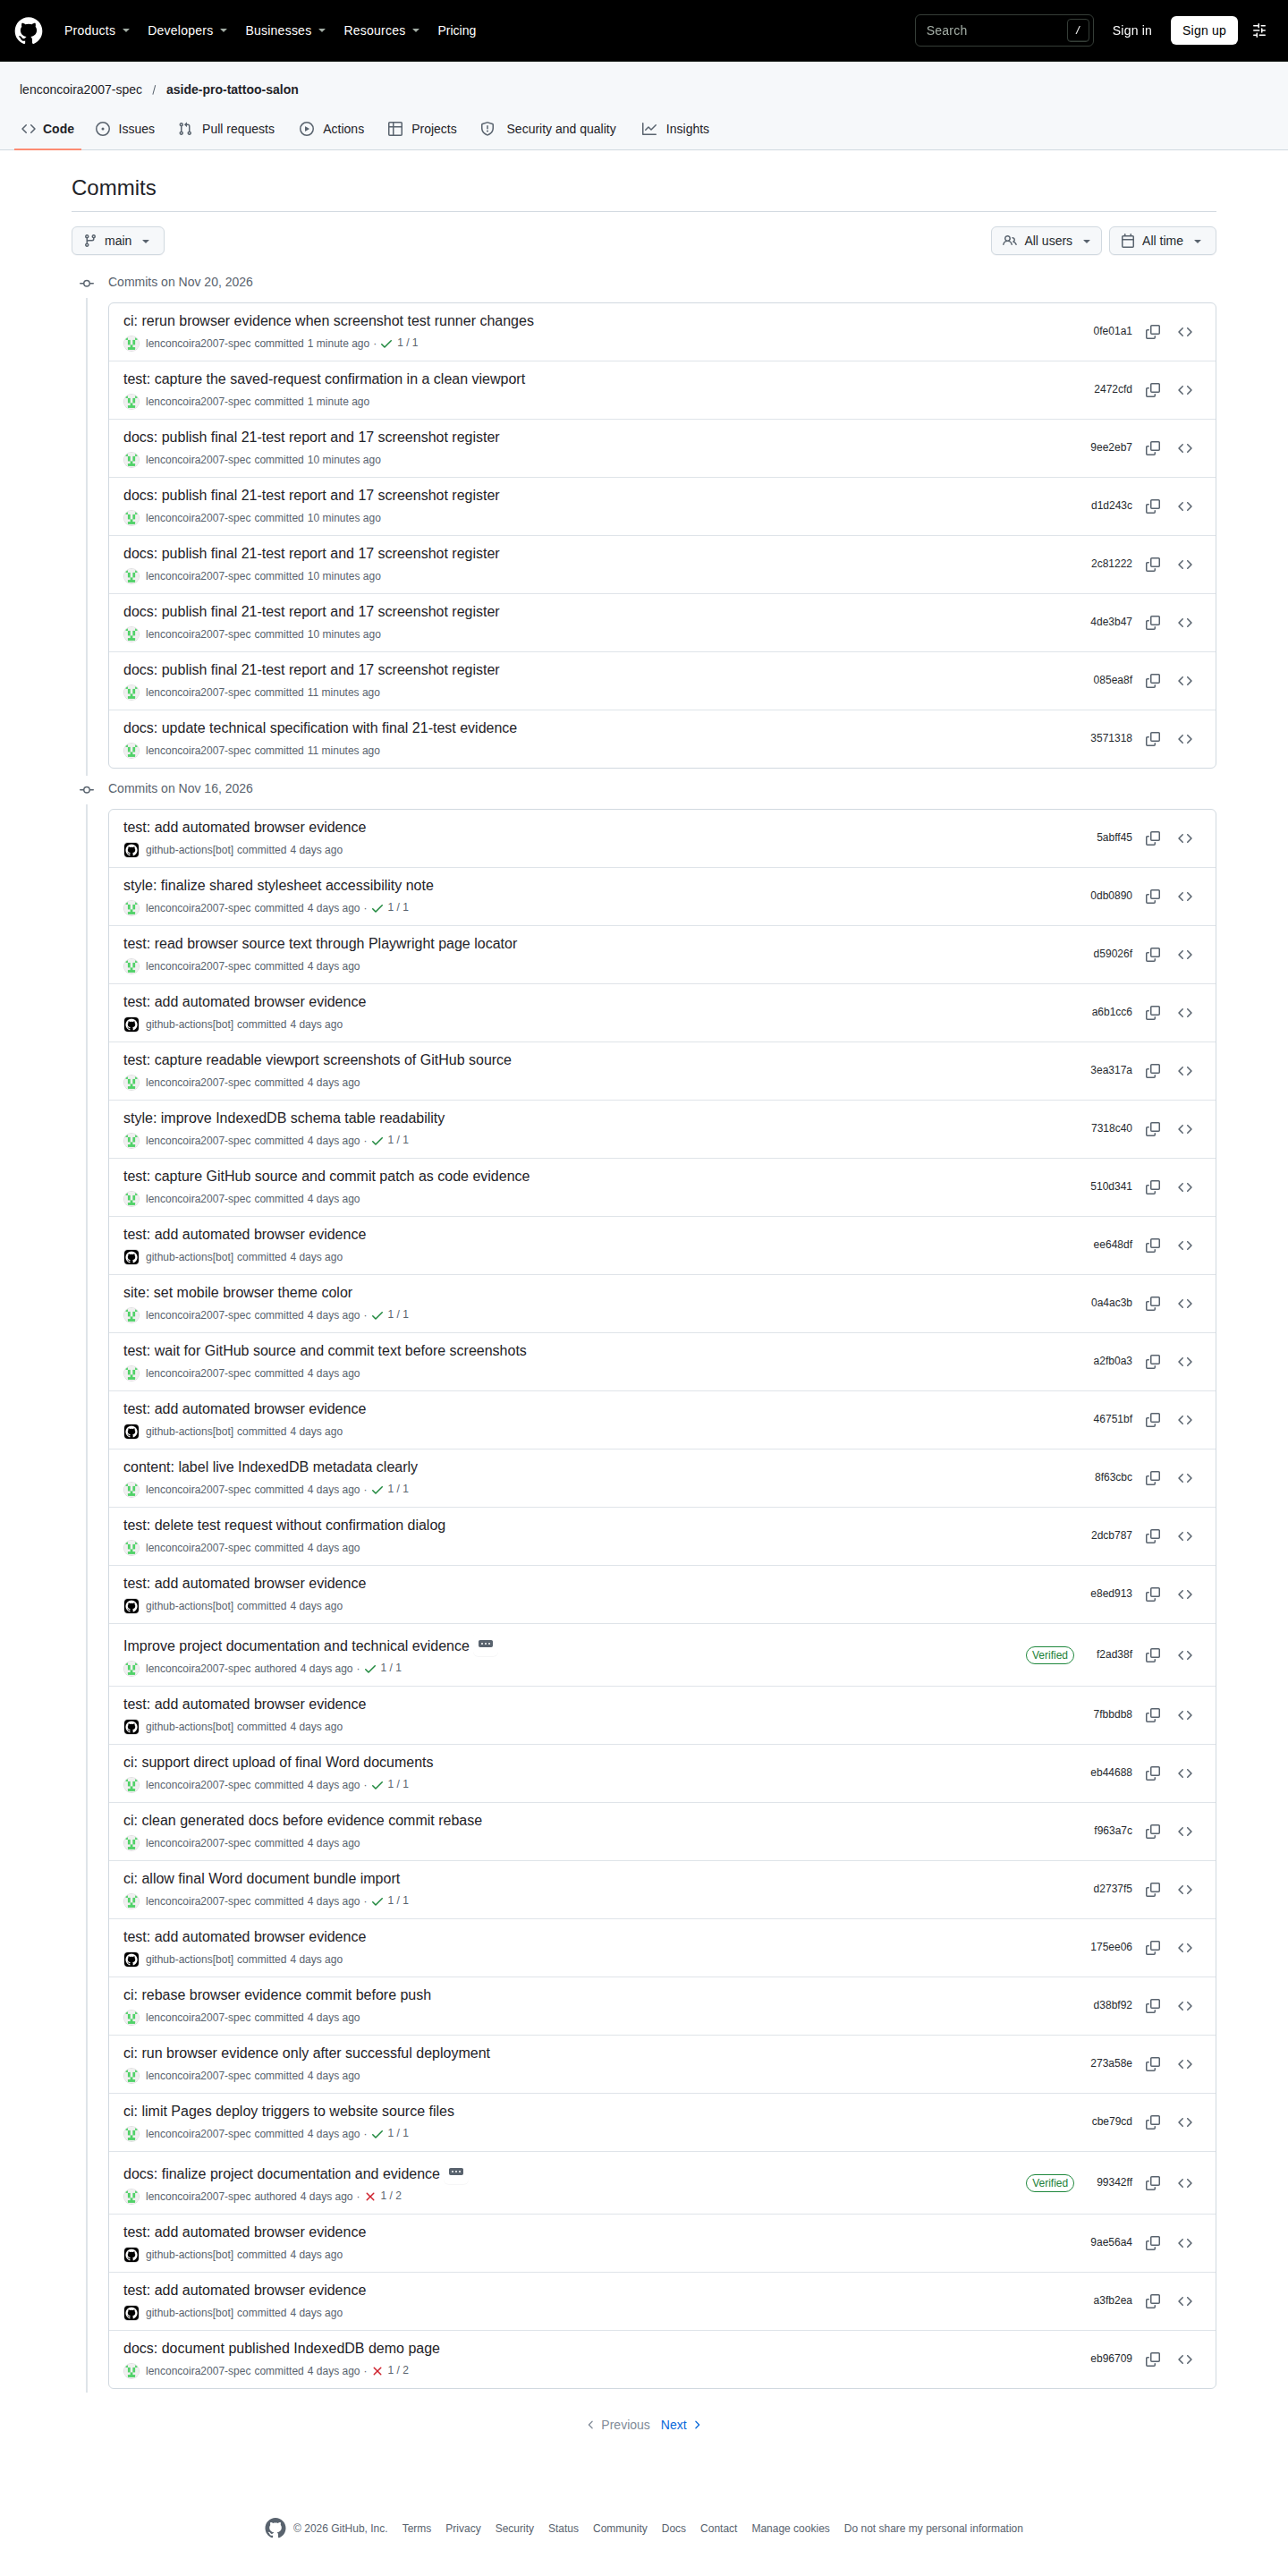 Products Developers Businesses Resources Pricing Search / Sign in Sign up
lenconcoira2007-spec / aside-pro-tattoo-salon
Code Issues Pull requests Actions Projects Security and quality Insights
Commits
main All users All time
Commits on Nov 20, 2026
ci: rerun browser evidence when screenshot test runner changes
lenconcoira2007-spec committed 1 minute ago · 1 / 1 0fe01a1
test: capture the saved-request confirmation in a clean viewport
lenconcoira2007-spec committed 1 minute ago 2472cfd
docs: publish final 21-test report and 17 screenshot register
lenconcoira2007-spec committed 10 minutes ago 9ee2eb7
docs: publish final 21-test report and 17 screenshot register
lenconcoira2007-spec committed 10 minutes ago d1d243c
docs: publish final 21-test report and 17 screenshot register
lenconcoira2007-spec committed 10 minutes ago 2c81222
docs: publish final 21-test report and 17 screenshot register
lenconcoira2007-spec committed 10 minutes ago 4de3b47
docs: publish final 21-test report and 17 screenshot register
lenconcoira2007-spec committed 11 minutes ago 085ea8f
docs: update technical specification with final 21-test evidence
lenconcoira2007-spec committed 11 minutes ago 3571318
Commits on Nov 16, 2026
test: add automated browser evidence
github-actions[bot] committed 4 days ago 5abff45
style: finalize shared stylesheet accessibility note
lenconcoira2007-spec committed 4 days ago · 1 / 1 0db0890
test: read browser source text through Playwright page locator
lenconcoira2007-spec committed 4 days ago d59026f
test: add automated browser evidence
github-actions[bot] committed 4 days ago a6b1cc6
test: capture readable viewport screenshots of GitHub source
lenconcoira2007-spec committed 4 days ago 3ea317a
style: improve IndexedDB schema table readability
lenconcoira2007-spec committed 4 days ago · 1 / 1 7318c40
test: capture GitHub source and commit patch as code evidence
lenconcoira2007-spec committed 4 days ago 510d341
test: add automated browser evidence
github-actions[bot] committed 4 days ago ee648df
site: set mobile browser theme color
lenconcoira2007-spec committed 4 days ago · 1 / 1 0a4ac3b
test: wait for GitHub source and commit text before screenshots
lenconcoira2007-spec committed 4 days ago a2fb0a3
test: add automated browser evidence
github-actions[bot] committed 4 days ago 46751bf
content: label live IndexedDB metadata clearly
lenconcoira2007-spec committed 4 days ago · 1 / 1 8f63cbc
test: delete test request without confirmation dialog
lenconcoira2007-spec committed 4 days ago 2dcb787
test: add automated browser evidence
github-actions[bot] committed 4 days ago e8ed913
Improve project documentation and technical evidence
lenconcoira2007-spec authored 4 days ago · 1 / 1 Verified f2ad38f
test: add automated browser evidence
github-actions[bot] committed 4 days ago 7fbbdb8
ci: support direct upload of final Word documents
lenconcoira2007-spec committed 4 days ago · 1 / 1 eb44688
ci: clean generated docs before evidence commit rebase
lenconcoira2007-spec committed 4 days ago f963a7c
ci: allow final Word document bundle import
lenconcoira2007-spec committed 4 days ago · 1 / 1 d2737f5
test: add automated browser evidence
github-actions[bot] committed 4 days ago 175ee06
ci: rebase browser evidence commit before push
lenconcoira2007-spec committed 4 days ago d38bf92
ci: run browser evidence only after successful deployment
lenconcoira2007-spec committed 4 days ago 273a58e
ci: limit Pages deploy triggers to website source files
lenconcoira2007-spec committed 4 days ago · 1 / 1 cbe79cd
docs: finalize project documentation and evidence
lenconcoira2007-spec authored 4 days ago · 1 / 2 Verified 99342ff
test: add automated browser evidence
github-actions[bot] committed 4 days ago 9ae56a4
test: add automated browser evidence
github-actions[bot] committed 4 days ago a3fb2ea
docs: document published IndexedDB demo page
lenconcoira2007-spec committed 4 days ago · 1 / 2 eb96709
Previous Next
© 2026 GitHub, Inc. Terms Privacy Security Status Community Docs Contact Manage cookies Do not share my personal information